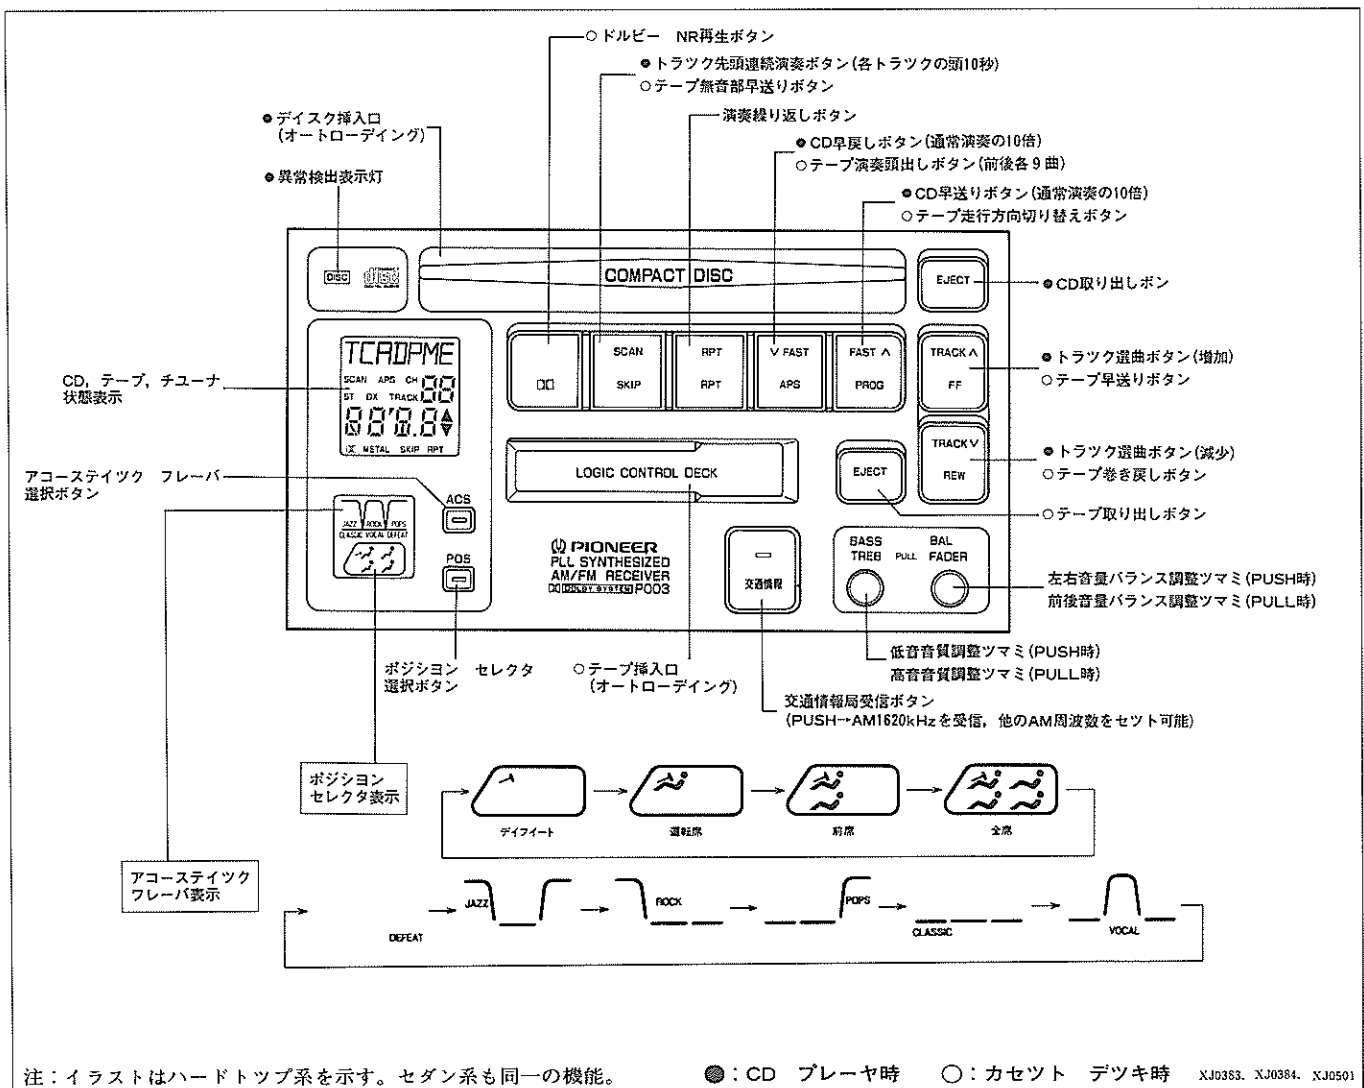 ○ドルビー NR再生ボタン
●トラツク先頭連続演奏ボタン(各トラツクの頭10秒)
○テープ無音部早送りボタン
演奏繰り返しボタン
●デイスク挿入口
(オートローデイング)
●CD早戻しボタン(通常演奏の10倍)
○テープ演奏頭出しボタン(前後各9曲)
●異常検出表示灯
●CD早送りボタン(通常演奏の10倍)
○テープ走行方向切り替えボタン
DISC
disc
COMPACT DISC
EJECT
●CD取り出しボン
TCADPME
SCAN APS CH 88
ST DX TRACK
METAL SKIP RPT
CD,テープ,チユーナ
状態表示
SCAN
SKIP
RPT
RPT
∨ FAST
APS
FAST ∧
PROG
TRACK ∧
FF
●トラツク選曲ボタン(増加)
○テープ早送りボタン
LOGIC CONTROL DECK
EJECT
TRACK ∨
REW
●トラツク選曲ボタン(減少)
○テープ巻き戻しボタン
○テープ取り出しボタン
アコーステイツク フレーバ
選択ボタン
ACS
JAZZ ROCK POPS
CLASSIC VOCAL DEFEAT
POS
PIONEER
PLL SYNTHESIZED
AM/FM RECEIVER
DOLBY SYSTEM P003
交通情報
BASS
TREB
PULL
BAL
FADER
左右音量バランス調整ツマミ(PUSH時)
前後音量バランス調整ツマミ(PULL時)
低音音質調整ツマミ(PUSH時)
高音音質調整ツマミ(PULL時)
ポジシヨン セレクタ
選択ボタン
○テープ挿入口
(オートローデイング)
交通情報局受信ボタン
(PUSH→AM1620kHzを受信,他のAM周波数をセツト可能)
ポジシヨン
セレクタ表示
デイフイート
運転席
前席
全席
アコーステイツク
フレーバ表示
DEFEAT
JAZZ
ROCK
POPS
CLASSIC
VOCAL
注:イラストはハードトツプ系を示す。セダン系も同一の機能。
●:CD プレーヤ時 ○:カセツト デツキ時 XJ0383. XJ0384. XJ0501